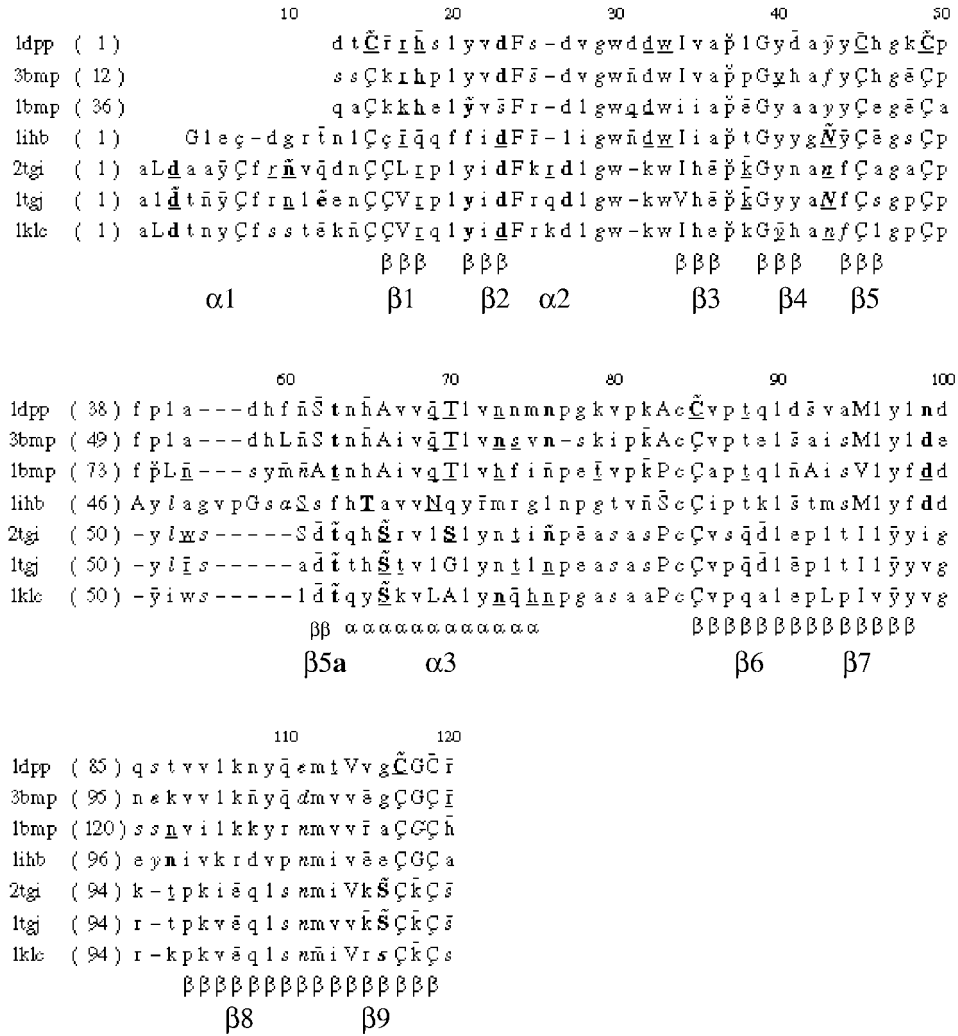 10 20 30 40 50
1dpp ( 1) d t C̃ r̄ r h̄ s l y v d F s - d v g w d d w I v a p̆ l G y d̄ a ȳ y C̄ h g k C̃ p
3bmp ( 12) s s Ç k r h p l y v d F s̄ - d v g w n̄ d w I v a p̆ p G y h a f y Ç h g ē Ç p
1bmp ( 36) q a Ç k k h e l ỹ v s̄ F r - d l g w q d w i i a p̆ ē G y a a y y Ç e g ē Ç a
1ihb ( 1) G l e ç - d g r t̄ n l Ç ç r̄ q̄ q f f i d F r̄ - l i g w n̄ d w I i a p̆ t G y y g Ñ ȳ C ē g s Ç p
2tgi ( 1) a L d a a ȳ Ç f r ñ v q̄ d n Ç Ç L r p l y i d F k r d l g w - k w I h ē p̆ k̄ G y n a n f Ç a g a Ç p
1tgj ( 1) a l d̃ t n̄ ȳ Ç f r n l ẽ e n Ç Ç V r p l y i d F r q d l g w - k w V h ē p̆ k̄ G y y a N f Ç s g p Ç p
1klc ( 1) a L d t n y Ç f s s t ē k n̄ Ç Ç V r q l y i d F r k d l g w - k w I h ē p̆ k G ȳ h a n f Ç l g p Ç p
β β β β β β β β β β β β β β β
α1 β1 β2 α2 β3 β4 β5
60 70 80 90 100
1dpp ( 38) f p l a - - - d h f n̄ S̄ t n h̄ A v v q̄ T l v n n m n p g k v p k A c C̃ v p t q l d s̄ v a M l y l n d
3bmp ( 49) f p l a - - - d h L n̄ S t n h̄ A i v q̄ T l v n s v n - s k i p k̄ A c Ç v p t e l s̄ a i s M l y l d e
1bmp ( 73) f p̆ L n̄ - - - s y m̄ n̄ A t n h A i v q T l v h f i n̄ p e t̄ v p k̄ P c Ç a p t q l n̄ A i s V l y f d d
1ihb ( 46) A y l a g v p G s a S s f h T a v v N q y r̄ m r g l n p g t v n̄ S̄ c Ç i p t k l s̄ t m s M l y f d d
2tgi ( 50) - y l w s - - - - - S d̄ t̃ q h S̃ r v l S l y n t i ñ p ē a s a s P c Ç v s q̄ d̄ l e p l t I l ȳ y i g
1tgj ( 50) - y l r̄ s - - - - - a d̄ t̃ t h S̃ t v l G l y n t l n p e a s a s P c Ç v p q̄ d̄ l ē p l t I l ȳ y v g
1klc ( 50) - ȳ i w s - - - - - l d̄ t̃ q y S̃ k v L A l y n q h n p g a s a a P c Ç v p q a l e p L p I v ȳ y v g
β β α α α α α α α α α α α α β β β β β β β β β β β β β β
β5a α3 β6 β7
110 120
1dpp ( 85) q s t v v l k n y q̄ e m t V v g C̃ G C̄ r̄
3bmp ( 95) n e k v v l k n̄ y q̄ d m v v ē g Ç G Ç r̄
1bmp ( 120) s s n v i l k k y r n m v v r̄ a Ç G Ç h̄
1ihb ( 96) e y n i v k r d v p n m i v ē e Ç G Ç a
2tgi ( 94) k - t p k i ē q l s n m i V k S̃ Ç k̄ Ç s̄
1tgj ( 94) r - t p k v ē q l s n m v v k̄ S̃ Ç k̄ Ç s̄
1klc ( 94) r - k p k v ē q l s n m̄ i V r s Ç k̄ Ç s
β β β β β β β β β β β β β β β β
β8 β9